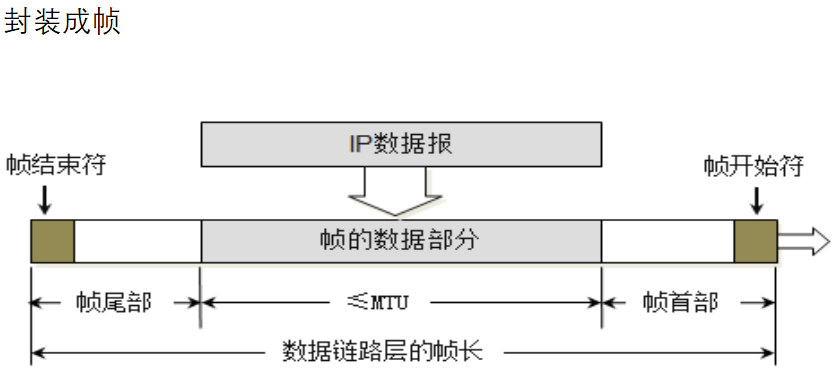 封装成帧
IP数据报
帧结束符
帧开始符
帧的数据部分
帧尾部
≤MTU
帧首部
数据链路层的帧长